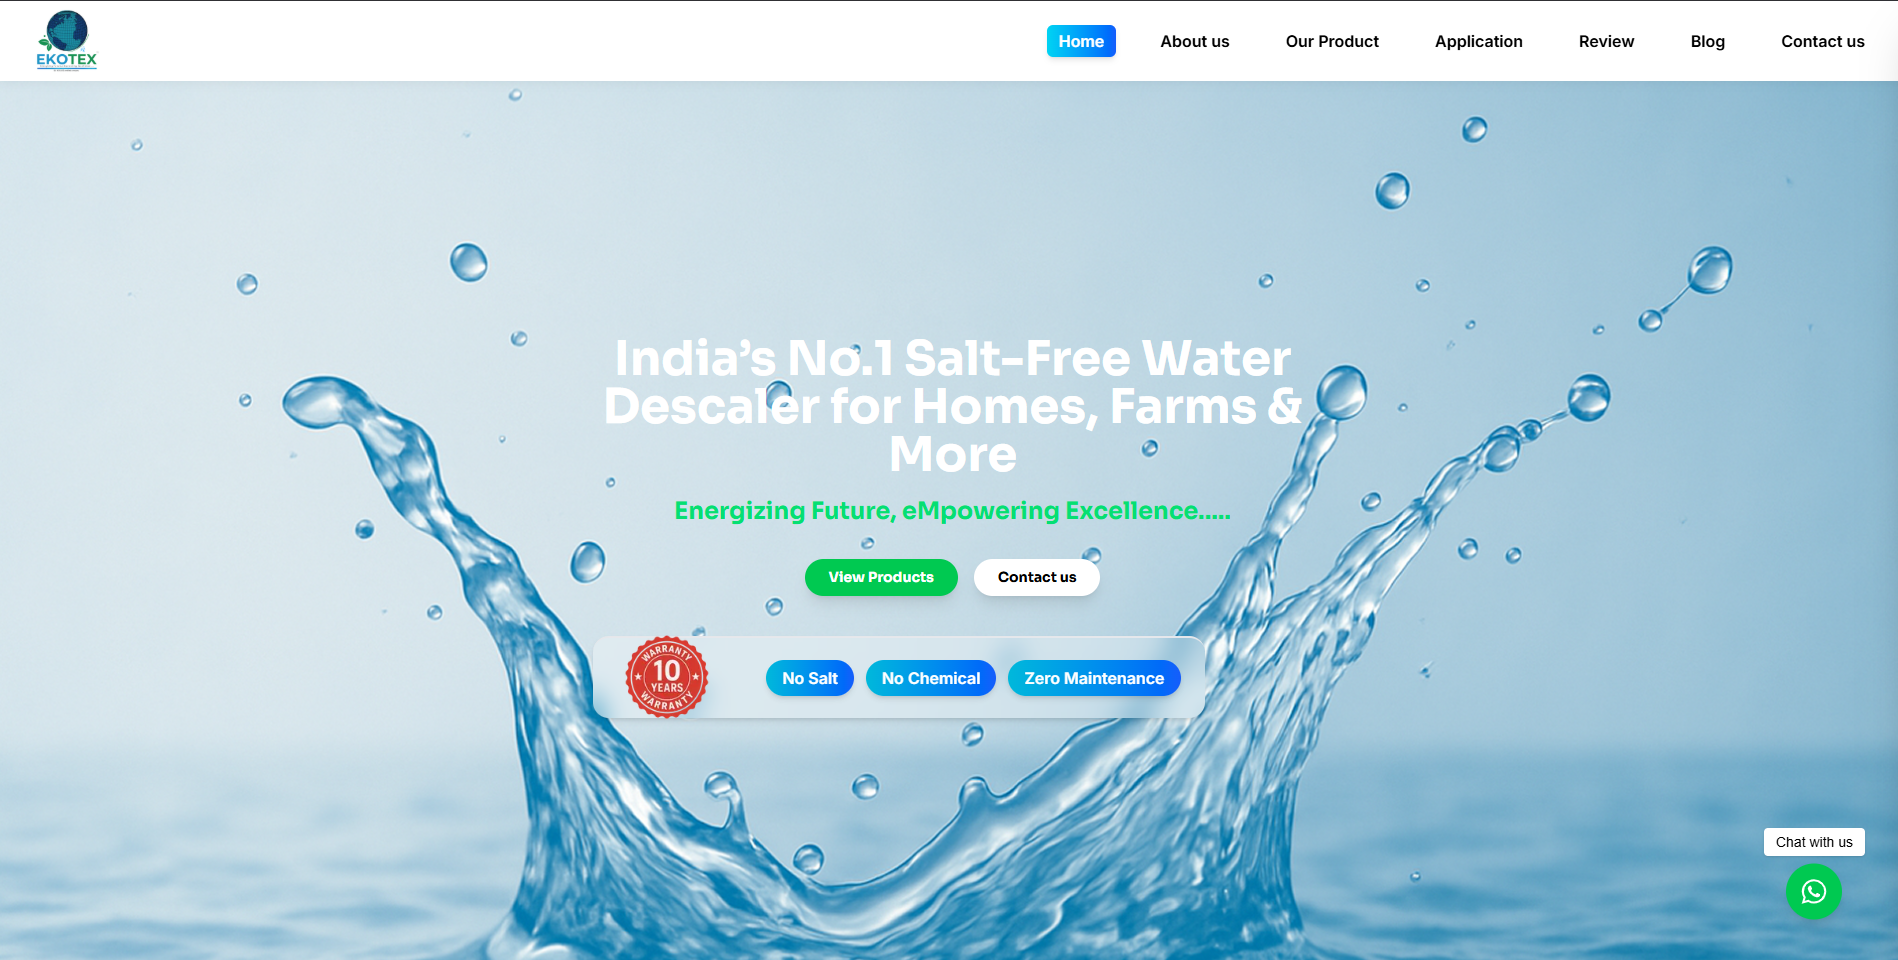 EKOTEX
Home
About us
Our Product
Application
Review
Blog
Contact us
India’s No.1 Salt-Free Water
Descaler for Homes, Farms &
More
Energizing Future, eMpowering Excellence.....
View Products
Contact us
WARRANTY
10
YEARS
WARRANTY
No Salt
No Chemical
Zero Maintenance
Chat with us